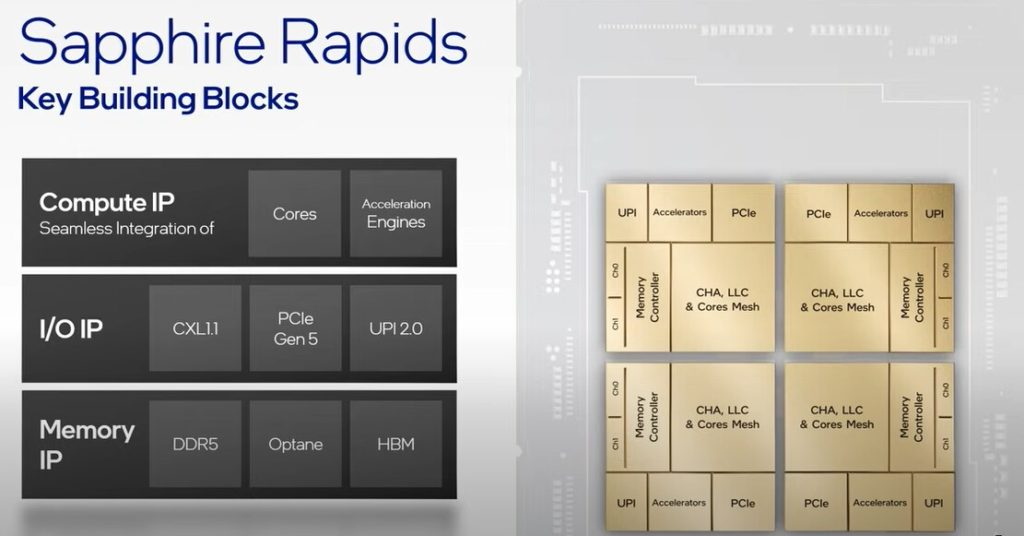 Sapphire Rapids
Key Building Blocks
Compute IP
Seamless Integration of
Cores
Acceleration
Engines
I/O IP
CXL1.1
PCIe
Gen 5
UPI 2.0
Memory
IP
DDR5
Optane
HBM
UPI
Accelerators
PCIe
Ch0
Ch1
Memory
Controller
CHA, LLC
& Cores Mesh
PCIe
Accelerators
UPI
CHA, LLC
& Cores Mesh
Memory
Controller
Ch0
Ch1
Ch0
Ch1
Memory
Controller
CHA, LLC
& Cores Mesh
UPI
Accelerators
PCIe
CHA, LLC
& Cores Mesh
Memory
Controller
Ch0
Ch1
PCIe
Accelerators
UPI